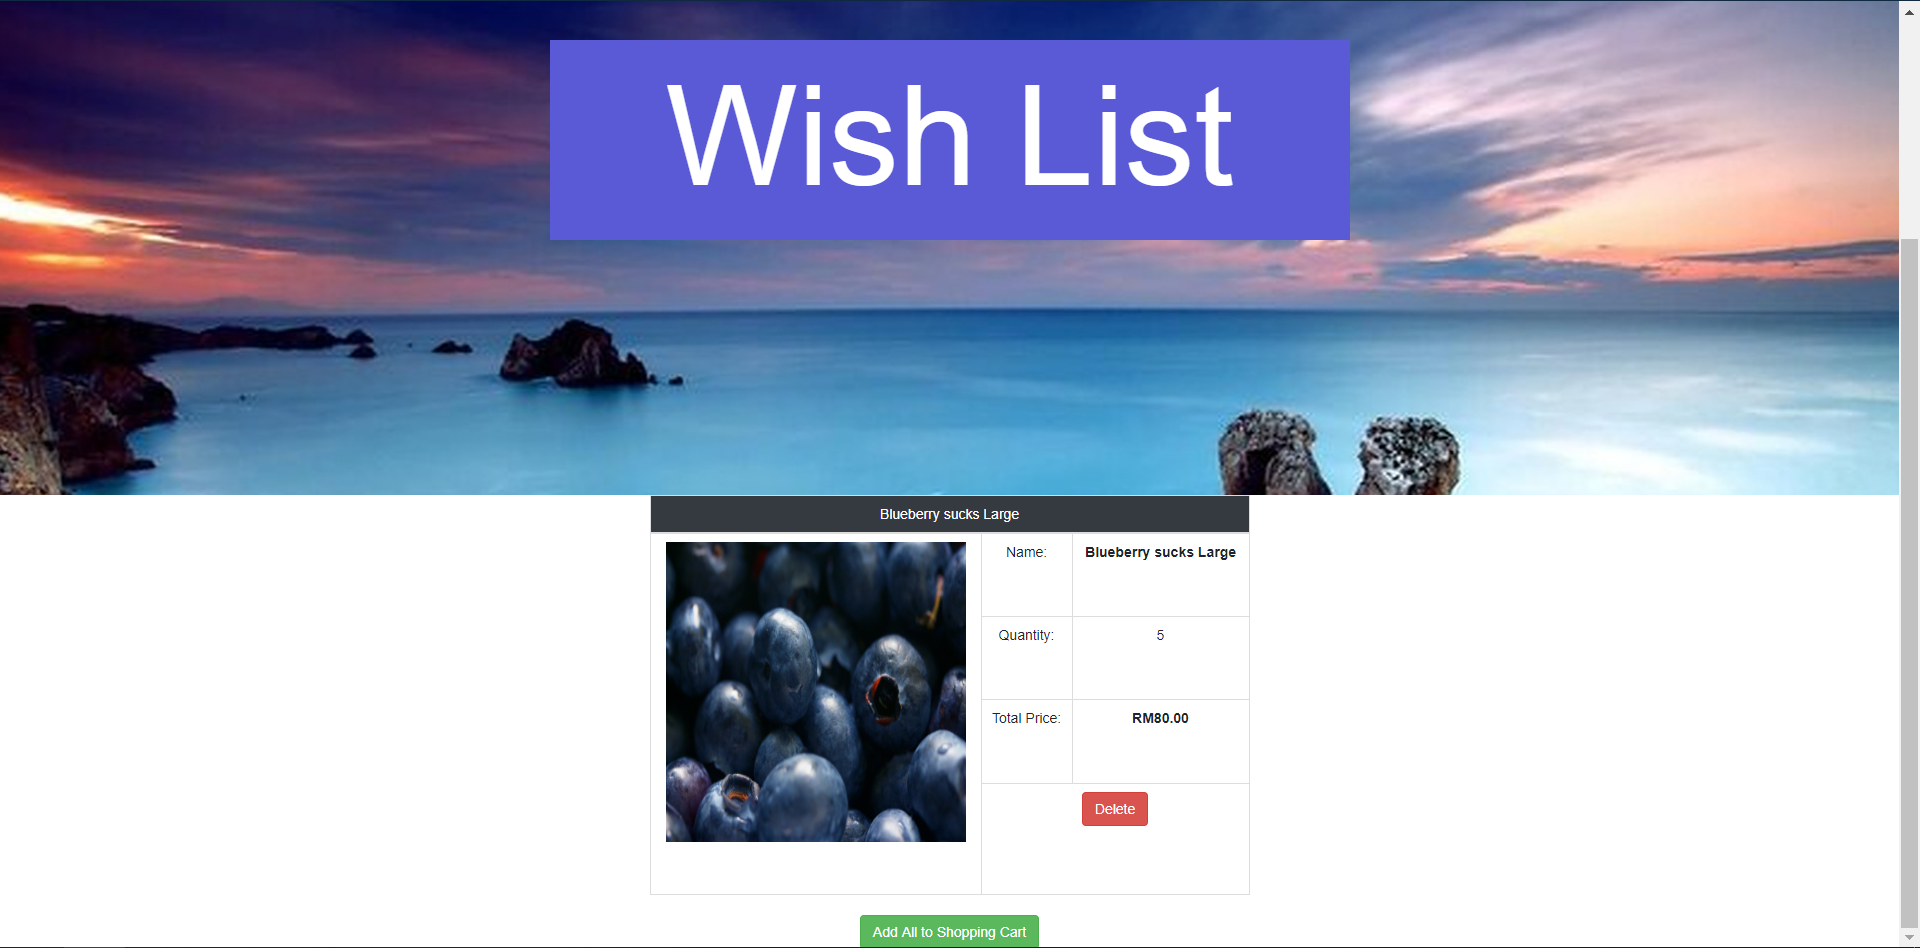 Wish List
Blueberry sucks Large
Name: Blueberry sucks Large
Quantity: 5
Total Price: RM80.00
Delete
Add All to Shopping Cart